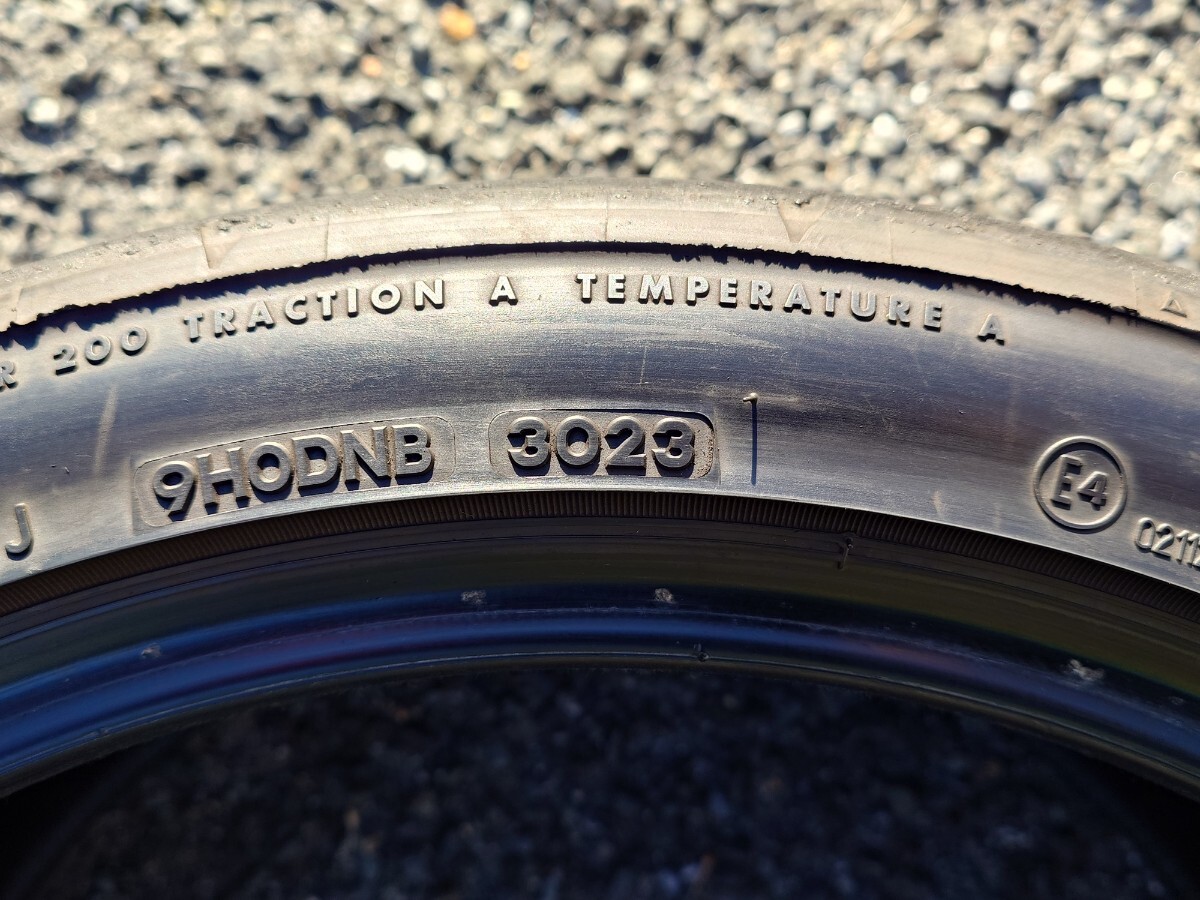 R 200 TRACTION A TEMPERATURE A
J 9HODNB 3023 E4
0211